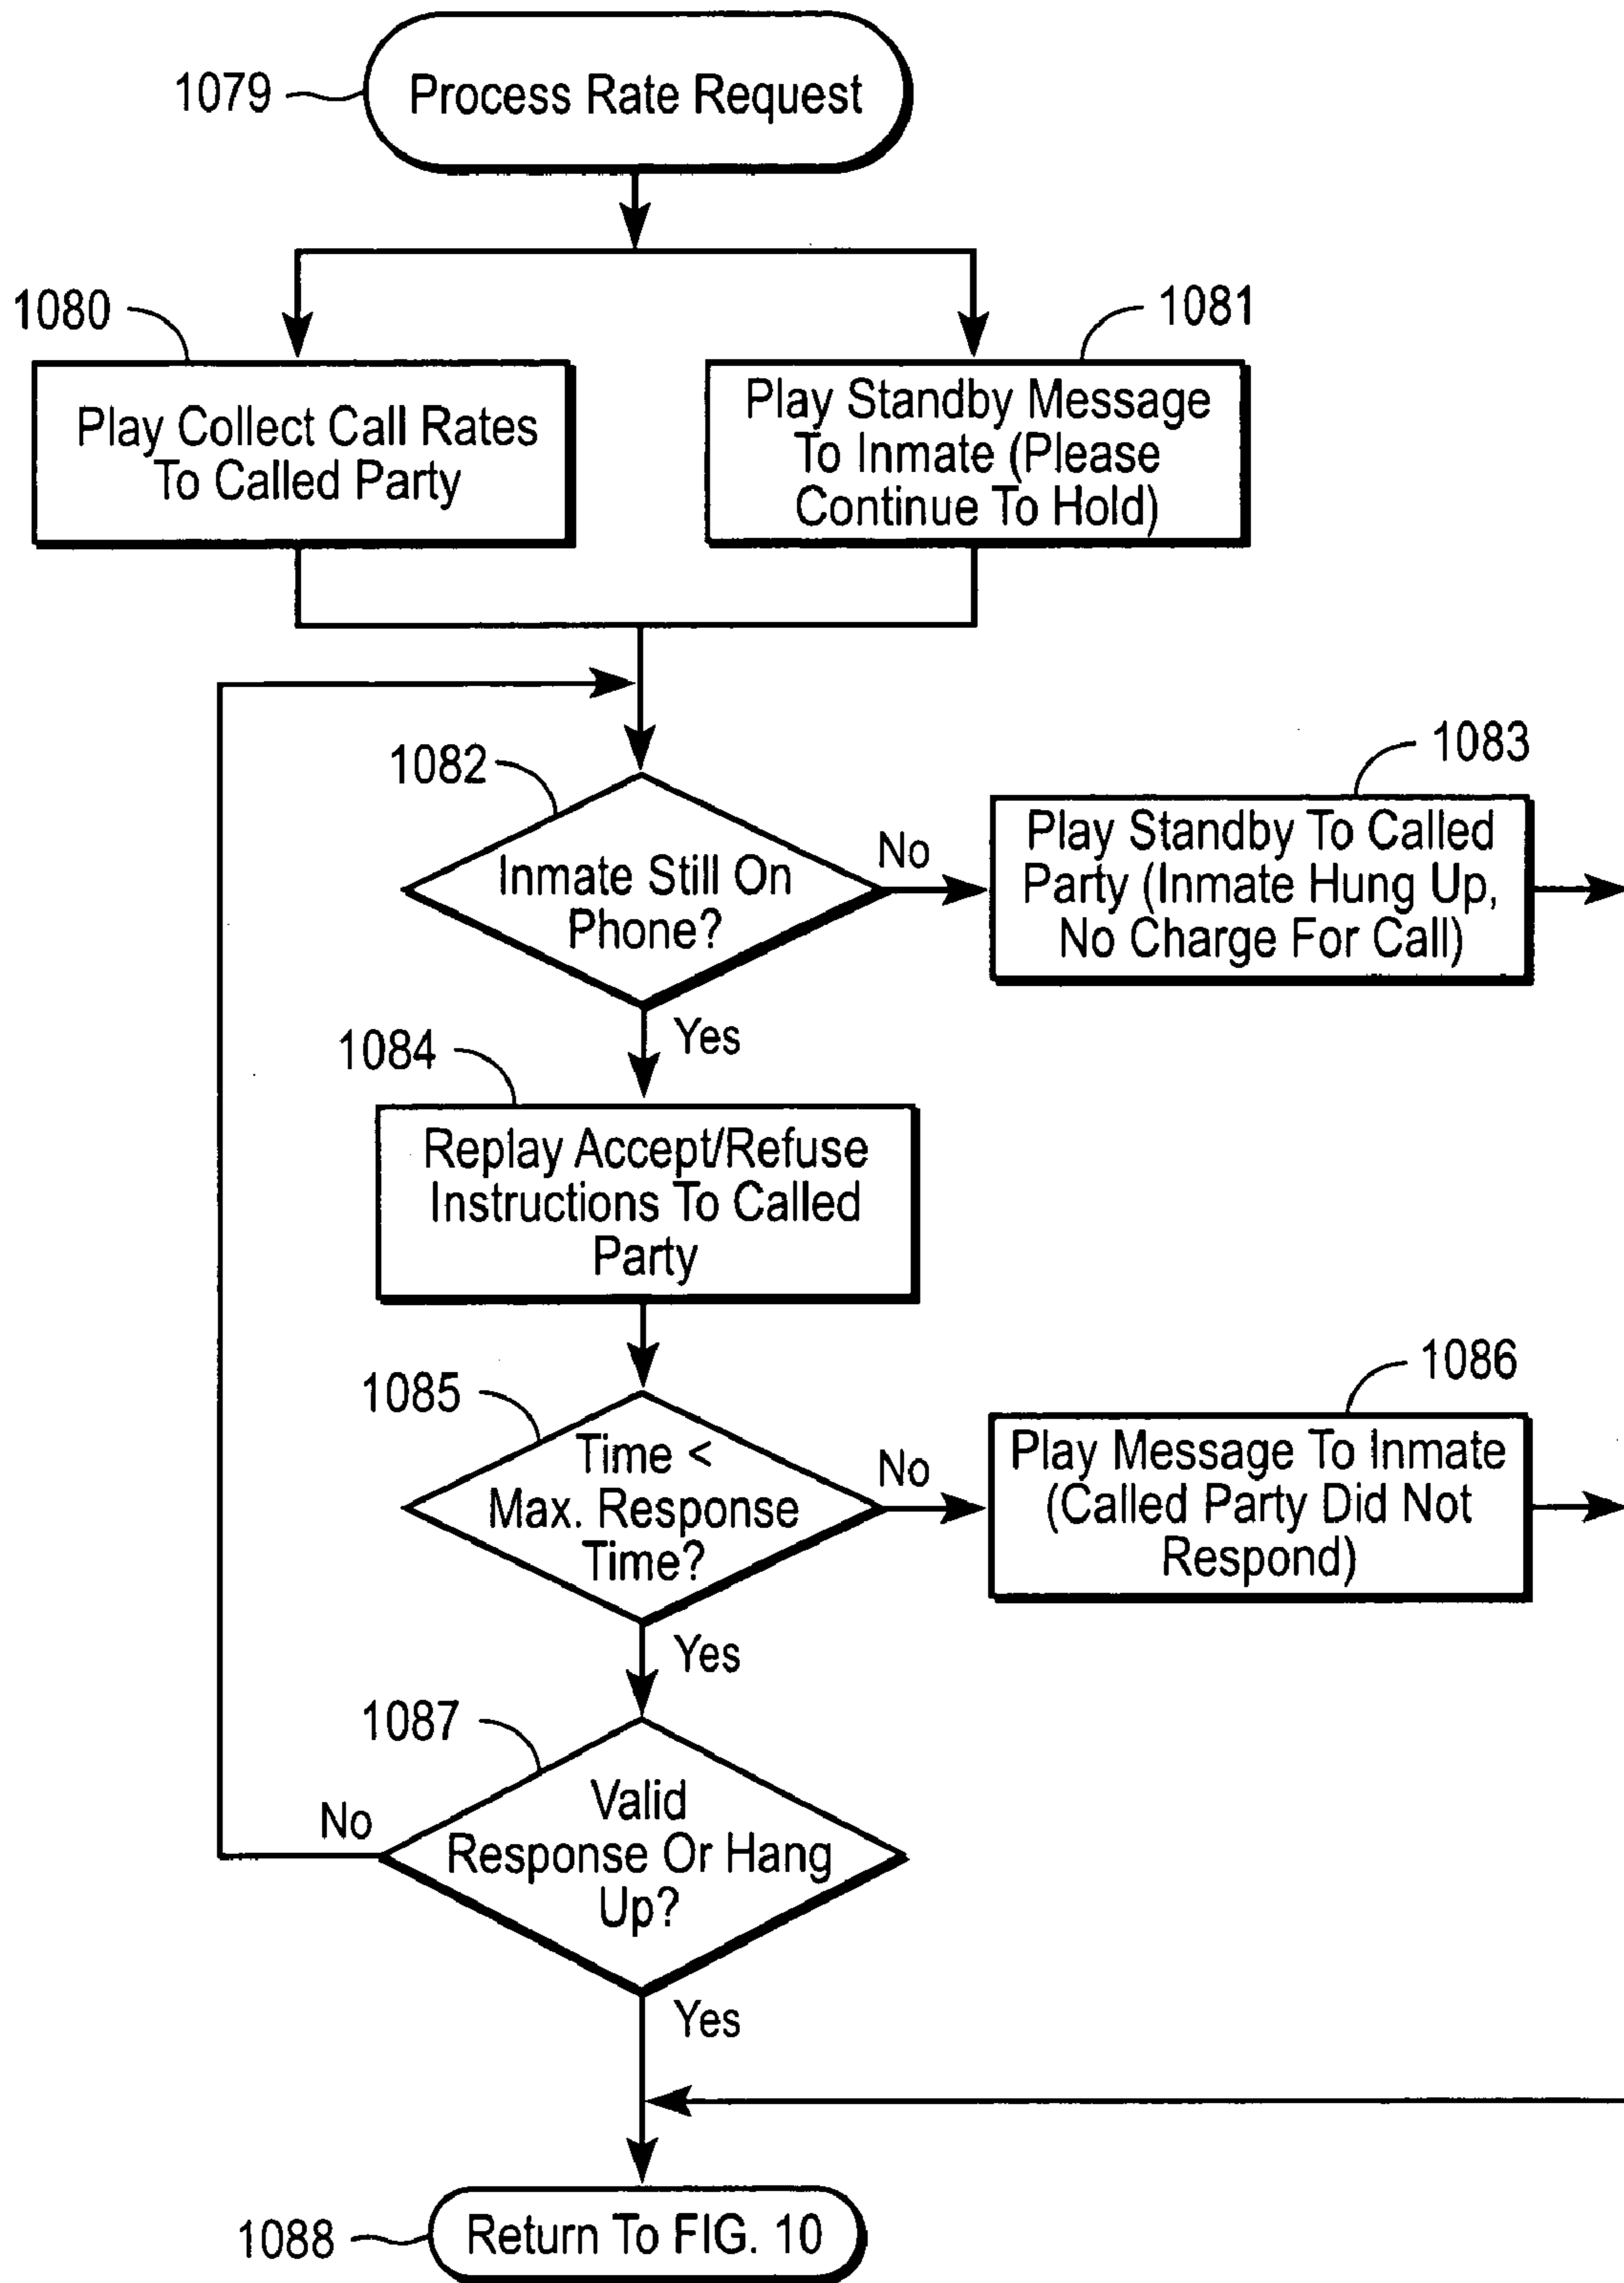 1079
Process Rate Request
1080
1081
Play Collect Call Rates
To Called Party
Play Standby Message
To Inmate (Please
Continue To Hold)
1082
1083
Inmate Still On
Phone?
No
Play Standby To Called
Party (Inmate Hung Up,
No Charge For Call)
Yes
1084
Replay Accept/Refuse
Instructions To Called
Party
1085
1086
Time <
Max. Response
Time?
No
Play Message To Inmate
(Called Party Did Not
Respond)
Yes
1087
Valid
Response Or Hang
Up?
No
Yes
1088
Return To FIG. 10